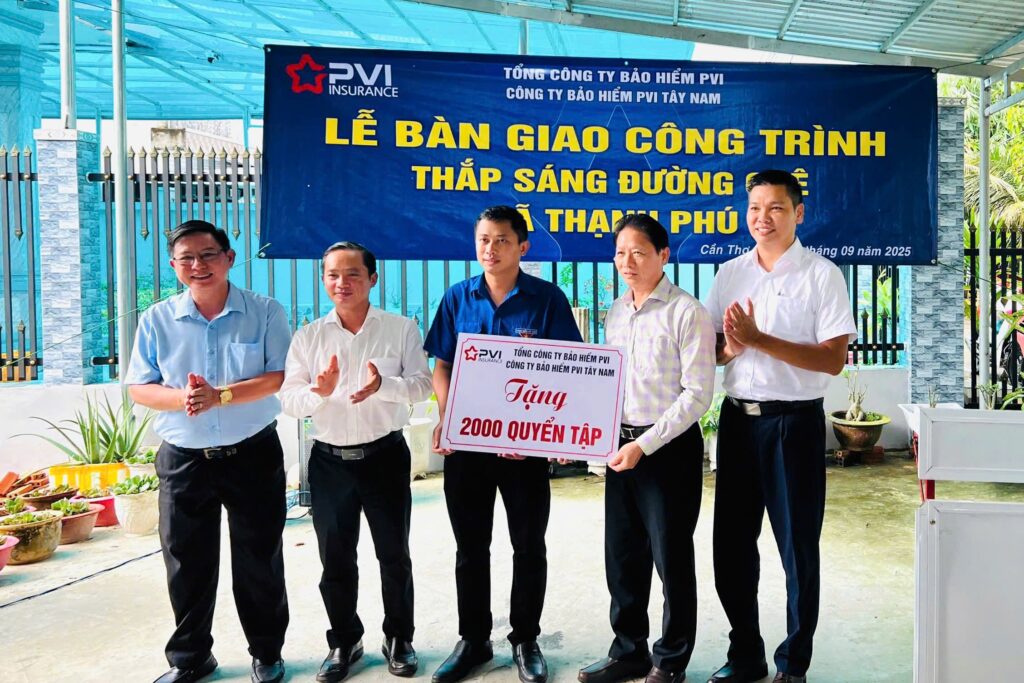 PVI
INSURANCE
TỔNG CÔNG TY BẢO HIỂM PVI
CÔNG TY BẢO HIỂM PVI TÂY NAM
LỄ BÀN GIAO CÔNG TRÌNH
THẮP SÁNG ĐƯỜNG
THẠNH PHÚ
Cần Thơ
tháng 09 năm 2025
PVI
INSURANCE
TỔNG CÔNG TY BẢO HIỂM PVI
CÔNG TY BẢO HIỂM PVI TÂY NAM
Tặng
2000 QUYỂN TẬP